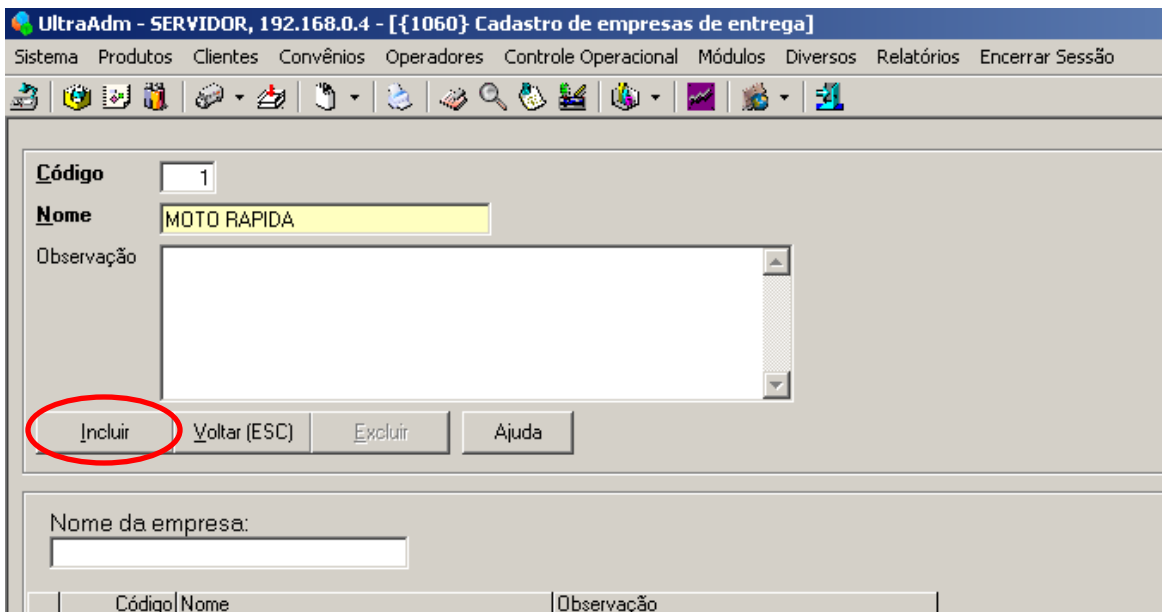 UltraAdm - SERVIDOR, 192.168.0.4 - [{1060} Cadastro de empresas de entrega]
Sistema Produtos Clientes Convênios Operadores Controle Operacional Módulos Diversos Relatórios Encerrar Sessão
Código 1
Nome MOTO RAPIDA
Observação
Incluir Voltar (ESC) Excluir Ajuda
Nome da empresa:
Código Nome Observação